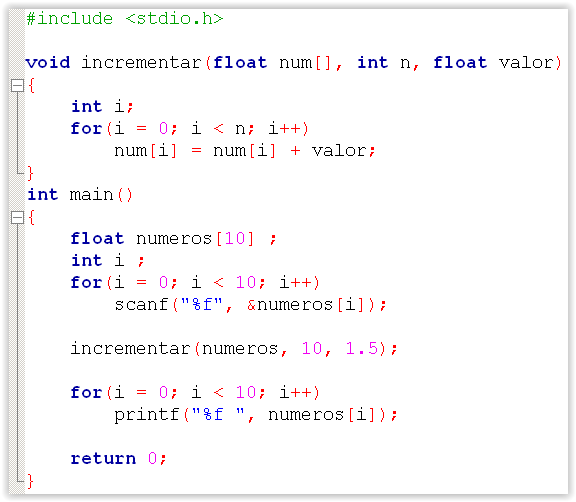 #include <stdio.h>
void incrementar(float num[], int n, float valor)
{
    int i;
    for(i = 0; i < n; i++)
        num[i] = num[i] + valor;
}
int main()
{
    float numeros[10] ;
    int i ;
    for(i = 0; i < 10; i++)
        scanf("%f", &numeros[i]);
    incrementar(numeros, 10, 1.5);
    for(i = 0; i < 10; i++)
        printf("%f ", numeros[i]);
    return 0;
}